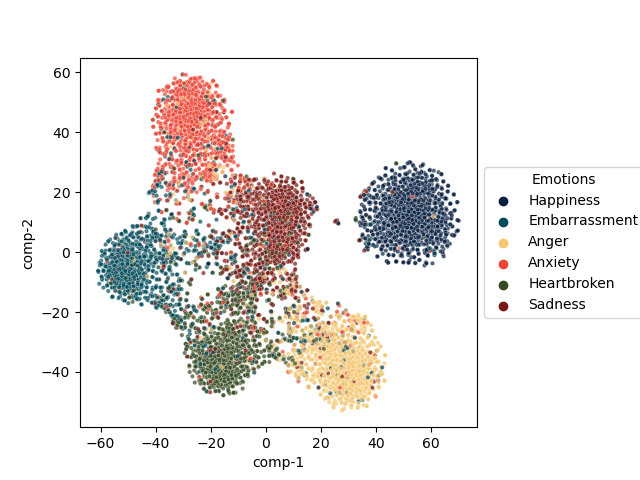 60
40
20
0
−20
−40
comp-2
−60
−40
−20
0
20
40
60
comp-1
Emotions
Happiness
Embarrassment
Anger
Anxiety
Heartbroken
Sadness